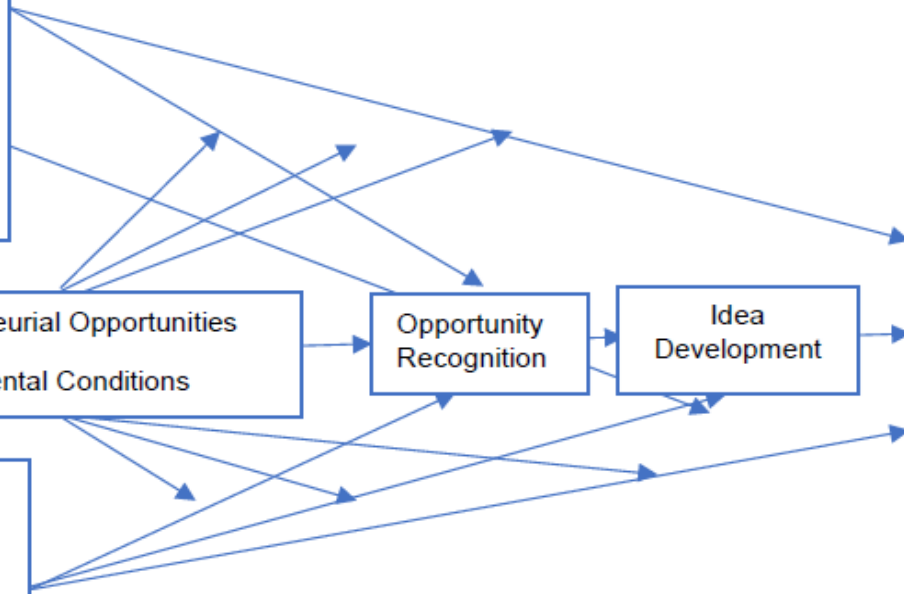 eurial Opportunities
ental Conditions
Opportunity
Recognition
Idea
Development